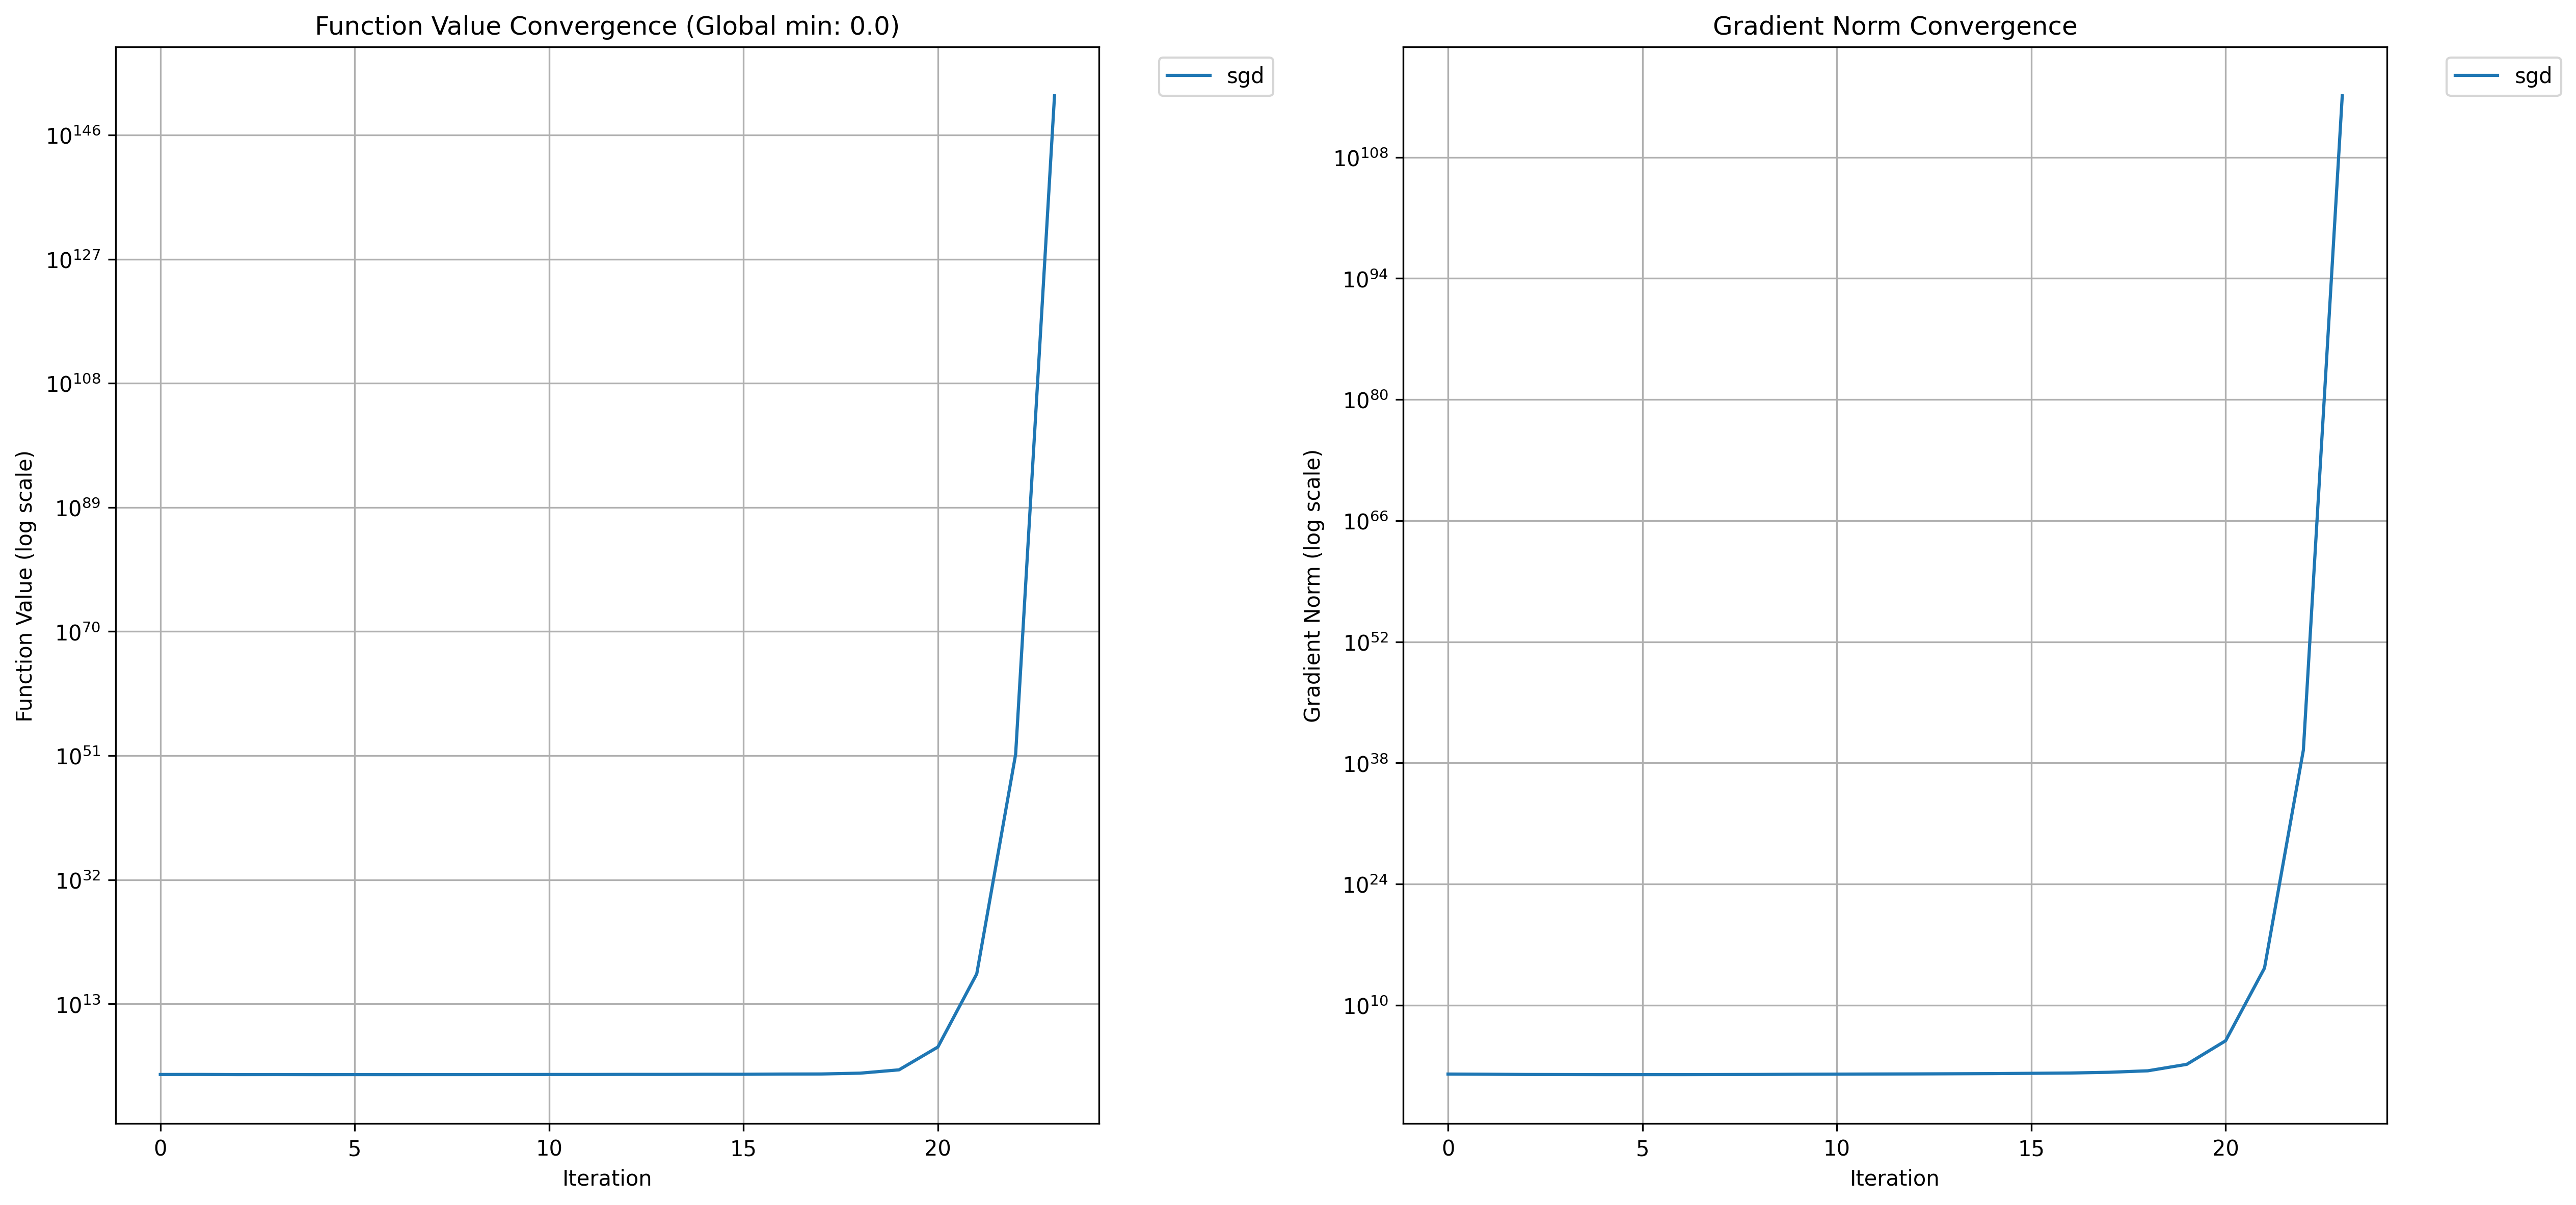 Function Value Convergence (Global min: 0.0)
sgd
10^146
10^127
10^108
10^89
10^70
10^51
10^32
10^13
Function Value (log scale)
0 5 10 15 20
Iteration
Gradient Norm Convergence
sgd
10^108
10^94
10^80
10^66
10^52
10^38
10^24
10^10
Gradient Norm (log scale)
0 5 10 15 20
Iteration